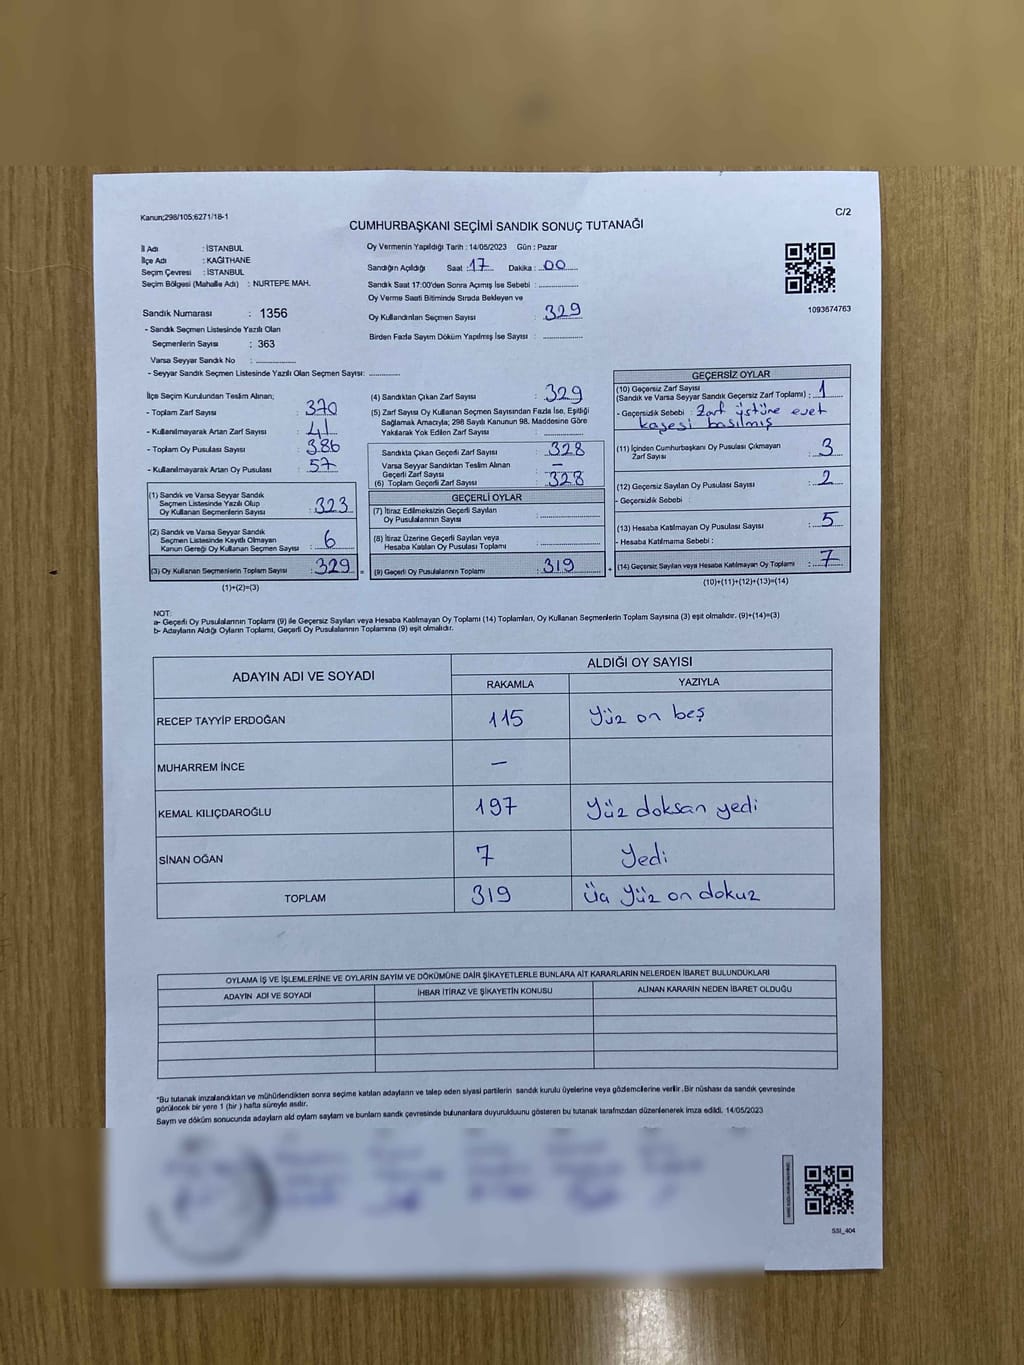 Kanun;298/105;6271/18-1
C/2
CUMHURBAŞKANI SEÇİMİ SANDIK SONUÇ TUTANAĞI
İl Adı : İSTANBUL
İlçe Adı : KAĞITHANE
Seçim Çevresi : İSTANBUL
Seçim Bölgesi (Mahalle Adı) : NURTEPE MAH.
Oy Vermenin Yapıldığı Tarih : 14/05/2023 Gün : Pazar
Sandığın Açıldığı Saat : 17 Dakika : 00
Sandık Saat 17:00'den Sonra Açımış İse Sebebi :
Oy Verme Saati Bitiminde Sırada Bekleyen ve
Oy Kullandırılan Seçmen Sayısı : 329
Birden Fazla Sayım Döküm Yapılmış İse Sayısı :
1093674763
Sandık Numarası : 1356
- Sandık Seçmen Listesinde Yazılı Olan
Seçmenlerin Sayısı : 363
Varsa Seyyar Sandık No :
- Seyyar Sandık Seçmen Listesinde Yazılı Olan Seçmen Sayısı:
İlçe Seçim Kurulundan Teslim Alınan;
- Toplam Zarf Sayısı : 370
- Kullanılmayarak Artan Zarf Sayısı : 41
- Toplam Oy Pusulası Sayısı : 386
- Kullanılmayarak Artan Oy Pusulası : 57
(1) Sandık ve Varsa Seyyar Sandık
Seçmen Listesinde Yazılı Olup
Oy Kullanan Seçmenlerin Sayısı : 323
(2) Sandık ve Varsa Seyyar Sandık
Seçmen Listesinde Kayıtlı Olmayan
Kanun Gereği Oy Kullanan Seçmen Sayısı : 6
(3) Oy Kullanan Seçmenlerin Toplam Sayısı : 329
(1)+(2)=(3)
(4) Sandıktan Çıkan Zarf Sayısı : 329
(5) Zarf Sayısı Oy Kullanan Seçmen Sayısından Fazla İse, Eşitliği
Sağlamak Amacıyla; 298 Sayılı Kanunun 98. Maddesine Göre
Yakılarak Yok Edilen Zarf Sayısı :
Sandıkta Çıkan Geçerli Zarf Sayısı : 328
Varsa Seyyar Sandıktan Teslim Alınan
Geçerli Zarf Sayısı : —
(6) Toplam Geçerli Zarf Sayısı : 328
GEÇERLİ OYLAR
(7) İtiraz Edilmeksizin Geçerli Sayılan
Oy Pusulalarının Sayısı :
(8) İtiraz Üzerine Geçerli Sayılan veya
Hesaba Katılan Oy Pusulası Toplamı :
= (9) Geçerli Oy Pusulalarının Toplamı : 319 +
GEÇERSİZ OYLAR
(10) Geçersiz Zarf Sayısı
(Sandık ve Varsa Seyyar Sandık Geçersiz Zarf Toplamı) : 1
- Geçersizlik Sebebi : Zarf üstüne evet
kaşesi basılmış
(11) İçinden Cumhurbaşkanı Oy Pusulası Çıkmayan
Zarf Sayısı : 3
(12) Geçersiz Sayılan Oy Pusulası Sayısı : 2
- Geçersizlik Sebebi :
(13) Hesaba Katılmayan Oy Pusulası Sayısı : 5
- Hesaba Katılmama Sebebi :
(14) Geçersiz Sayılan veya Hesaba Katılmayan Oy Toplamı : 7
(10)+(11)+(12)+(13)=(14)
NOT:
a- Geçerli Oy Pusulalarının Toplamı (9) ile Geçersiz Sayılan veya Hesaba Katılmayan Oy Toplamı (14) Toplamları, Oy Kullanan Seçmenlerin Toplam Sayısına (3) eşit olmalıdır. (9)+(14)=(3)
b- Adayların Aldığı Oyların Toplamı, Geçerli Oy Pusulalarının Toplamına (9) eşit olmalıdır.
ADAYIN ADI VE SOYADI ALDIĞI OY SAYISI
RAKAMLA YAZIYLA
RECEP TAYYİP ERDOĞAN 115 Yüz on beş
MUHARREM İNCE —
KEMAL KILIÇDAROĞLU 197 Yüz doksan yedi
SİNAN OĞAN 7 Yedi
TOPLAM 319 Üç Yüz on dokuz
OYLAMA İŞ VE İŞLEMLERİNE VE OYLARIN SAYIM VE DÖKÜMÜNE DAİR ŞİKAYETLERLE BUNLARA AİT KARARLARIN NELERDEN İBARET BULUNDUKLARI
ADAYIN ADI VE SOYADI İHBAR İTİRAZ VE ŞİKAYETİN KONUSU ALINAN KARARIN NEDEN İBARET OLDUĞU
*Bu tutanak imzalandıktan ve mühürlendikten sonra seçime katılan adayların ve talep eden siyasi partilerin sandık kurulu üyelerine veya gözlemcilerine verilir. Bir nüshası da sandık çevresinde
görülecek bir yere 1 (bir) hafta süreyle asılır.
Sayım ve döküm sonucunda adayların ald oyların sayların ve bunların sandık çevresinde bulunanlara duyurulduunu gösteren bu tutanak tarafımzdan düzenlenerek imza edildi. 14/05/2023
SSI_404